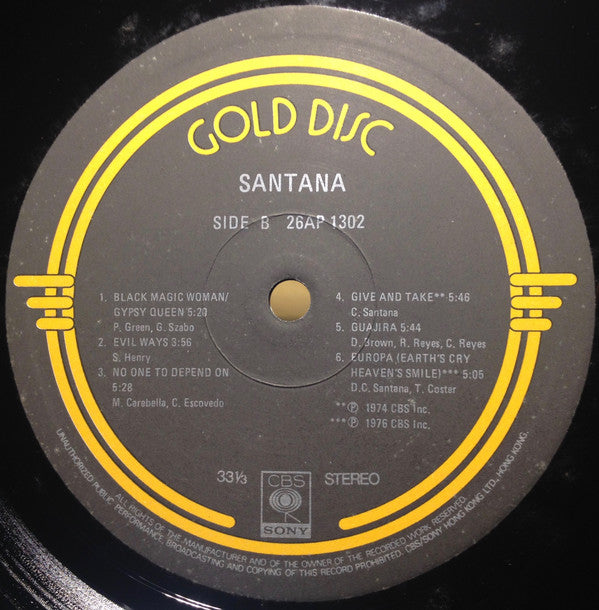 GOLD DISC
SANTANA
SIDE B 26AP 1302
1. BLACK MAGIC WOMAN/
GYPSY QUEEN 5:20
P. Green, G. Szabo
2. EVIL WAYS 3:56
S. Henry
3. NO ONE TO DEPEND ON
5:28
M. Carabella, C. Escovedo
4. GIVE AND TAKE** 5:46
C. Santana
5. GUAJIRA 5:44
D. Brown, R. Reyes, C. Reyes
6. EUROPA (EARTH'S CRY
HEAVEN'S SMILE)*** 5:05
D.C. Santana, T. Coster
**Ⓟ 1974 CBS Inc.
***Ⓟ 1976 CBS Inc.
33⅓
CBS
SONY
STEREO
ALL RIGHTS OF THE MANUFACTURER AND OF THE OWNER OF THE RECORDED WORK RESERVED.
UNAUTHORIZED PUBLIC PERFORMANCE, BROADCASTING AND COPYING OF THIS RECORD PROHIBITED. CBS/SONY HONG KONG LTD., HONG KONG.